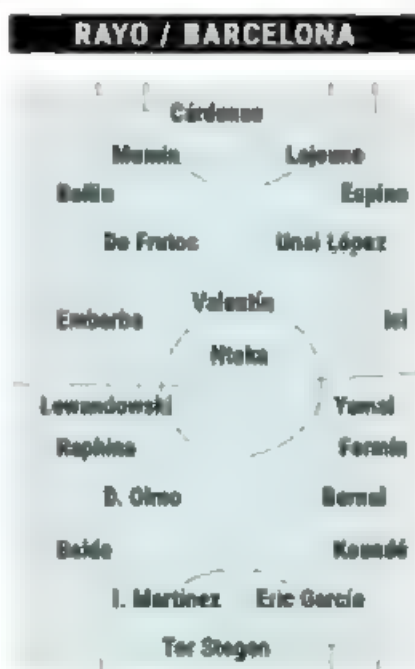 RAYO / BARCELONA
Cárdenas
Mumin Lejeune
Balliu Espino
De Frutos Unai López
Valentín
Embarba Isi
Nteka
Lewandowski Yamal
Raphina Fermín
D. Olmo Bernal
Balde Koundé
I. Martínez Eric García
Ter Stegen